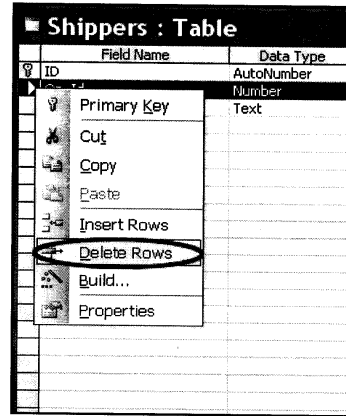 Shippers : Table
Field Name Data Type
ID AutoNumber
Number
Primary Key Text
Cut
Copy
Paste
Insert Rows
Delete Rows
Build...
Properties